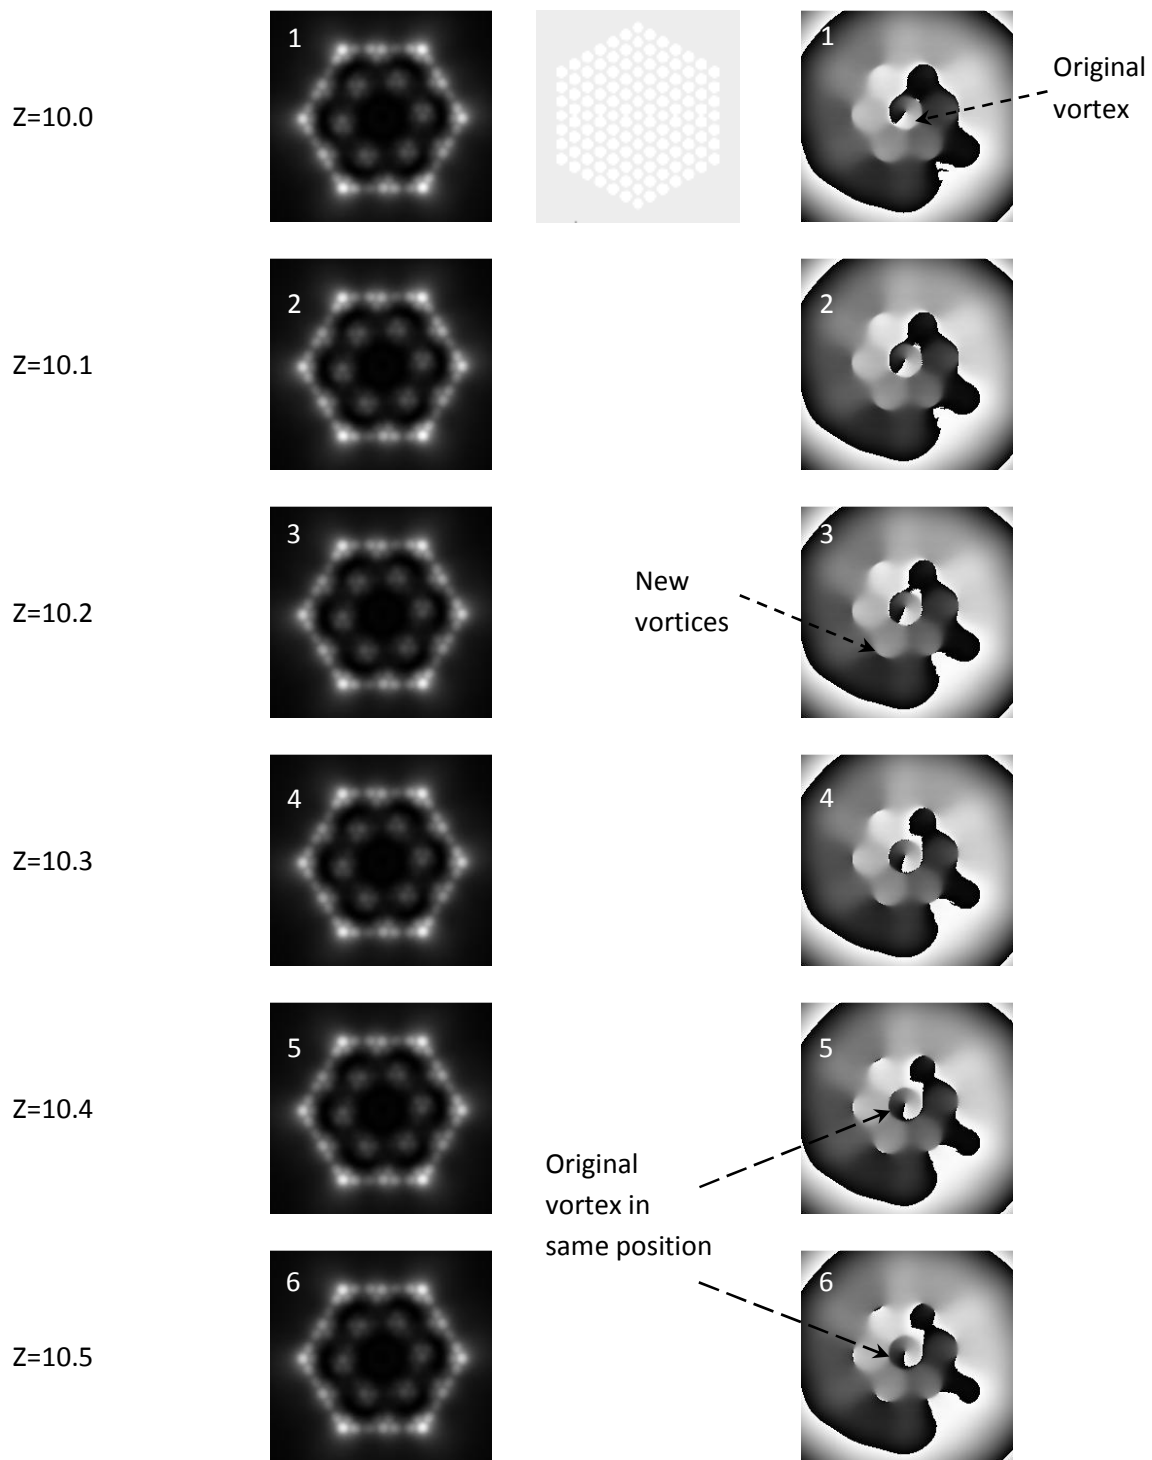 1
1
Original
vortex
Z=10.0
2
2
Z=10.1
3
3
New
vortices
Z=10.2
4
4
Z=10.3
5
5
Z=10.4
Original
vortex in
same position
6
6
Z=10.5